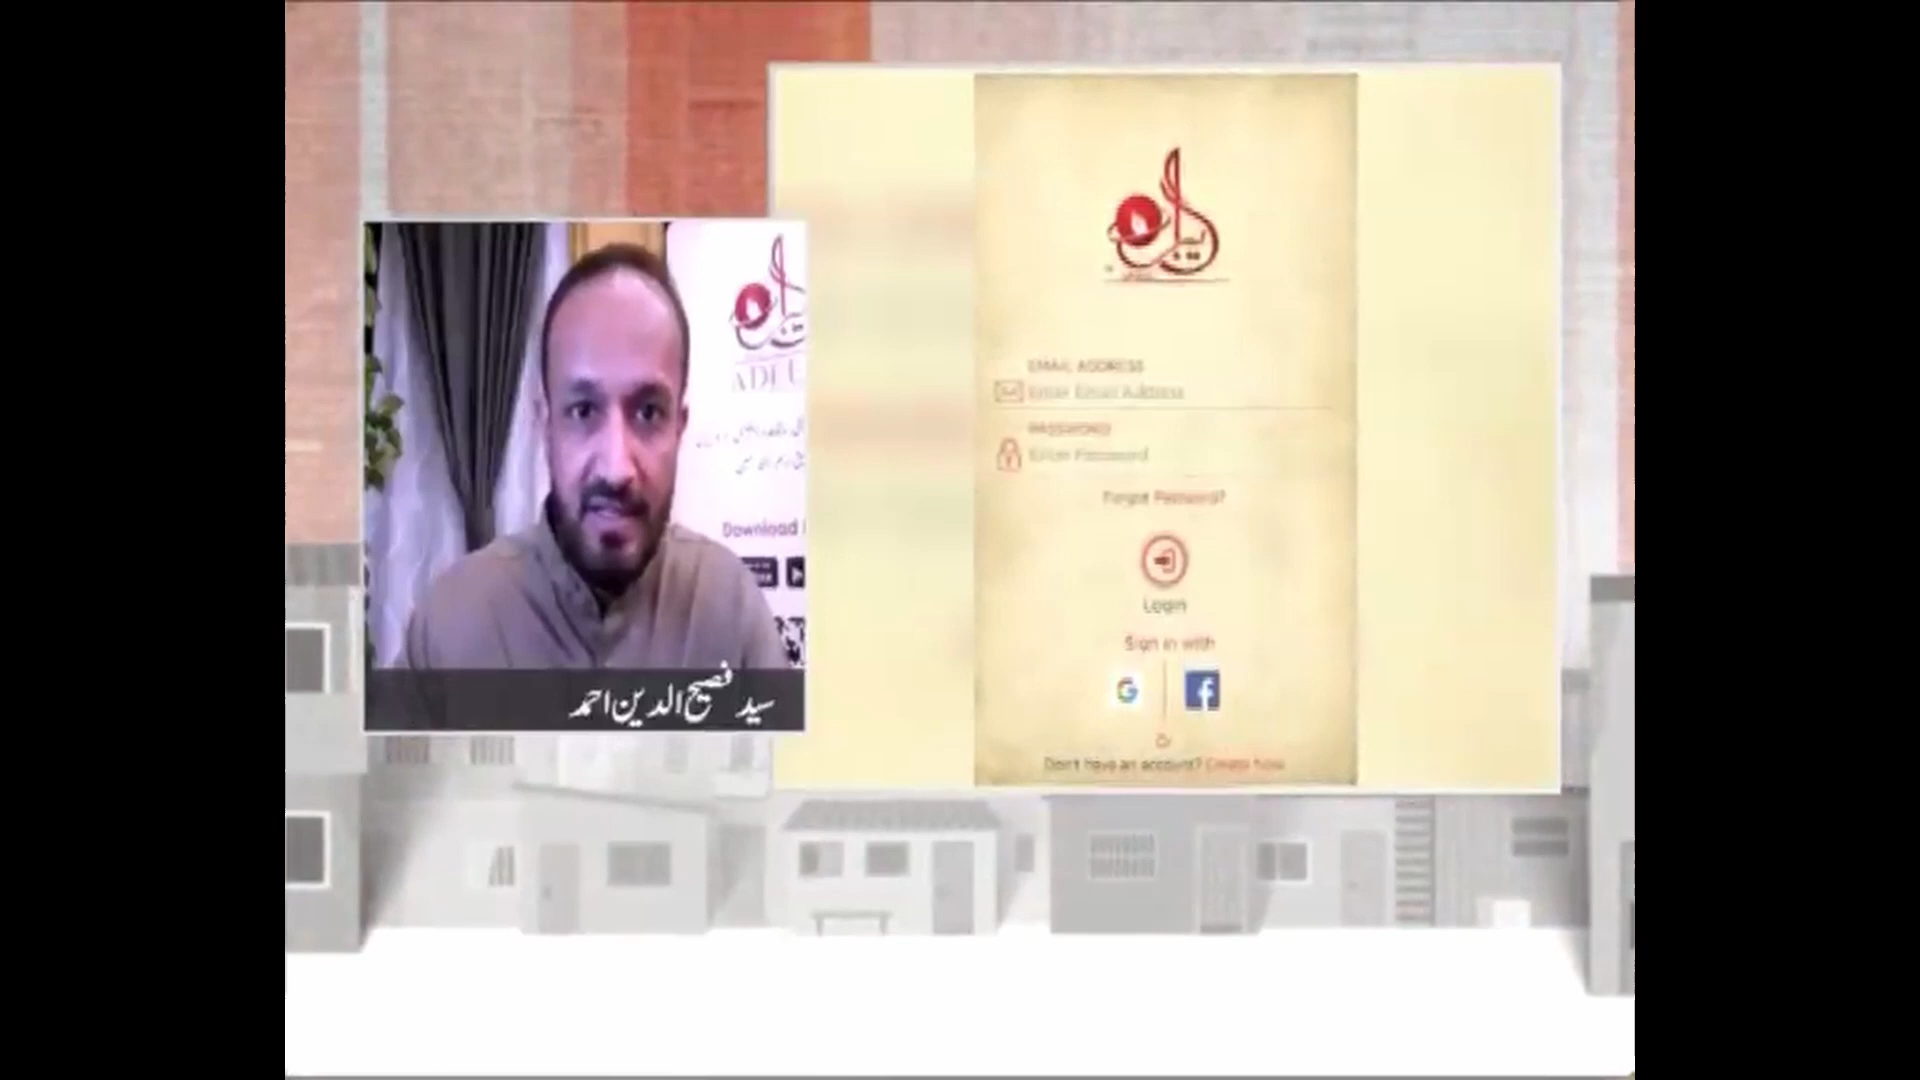 Download
سید فصیح الدین احمد
EMAIL ADDRESS
Enter Email Address
PASSWORD
Enter Password
Forgot Password?
Login
Sign in with
Or
Don't have an account? Create Now